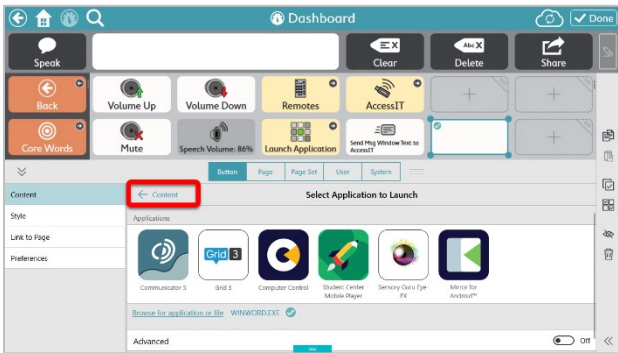 Dashboard
Done
Speak
Clear
Abc X
Delete
Share
Back
Volume Up
Volume Down
Remotes
AccessIT
Core Words
Mute
Speech Volume: 86%
Launch Application
Send Msg Window Text to
AccessIT
Button Page Page Set User System
Content
Style
Link to Page
Preferences
← Content
Select Application to Launch
Applications
Grid 3
Communicator 5
Grid 3
Computer Control
Student Center
Mobile Player
Sensory Guru Eye
FX
Mirror for
Android™
Browse for application or file WINWORD.EXE
Advanced
Off